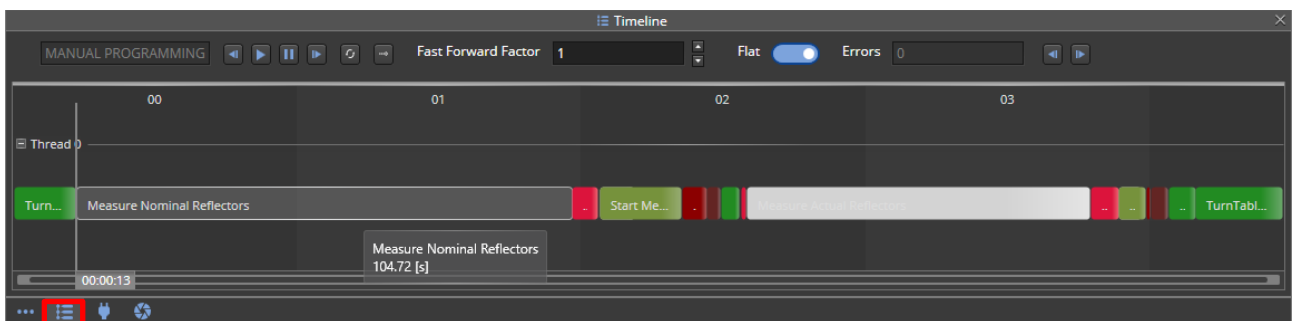 Timeline
MANUAL PROGRAMMING Fast Forward Factor 1 Flat Errors 0
00 01 02 03
Thread 0
Turn... Measure Nominal Reflectors .. Start Me... . Measure Actual Reflectors .. .. .. TurnTabl...
Measure Nominal Reflectors
104.72 [s]
00:00:13